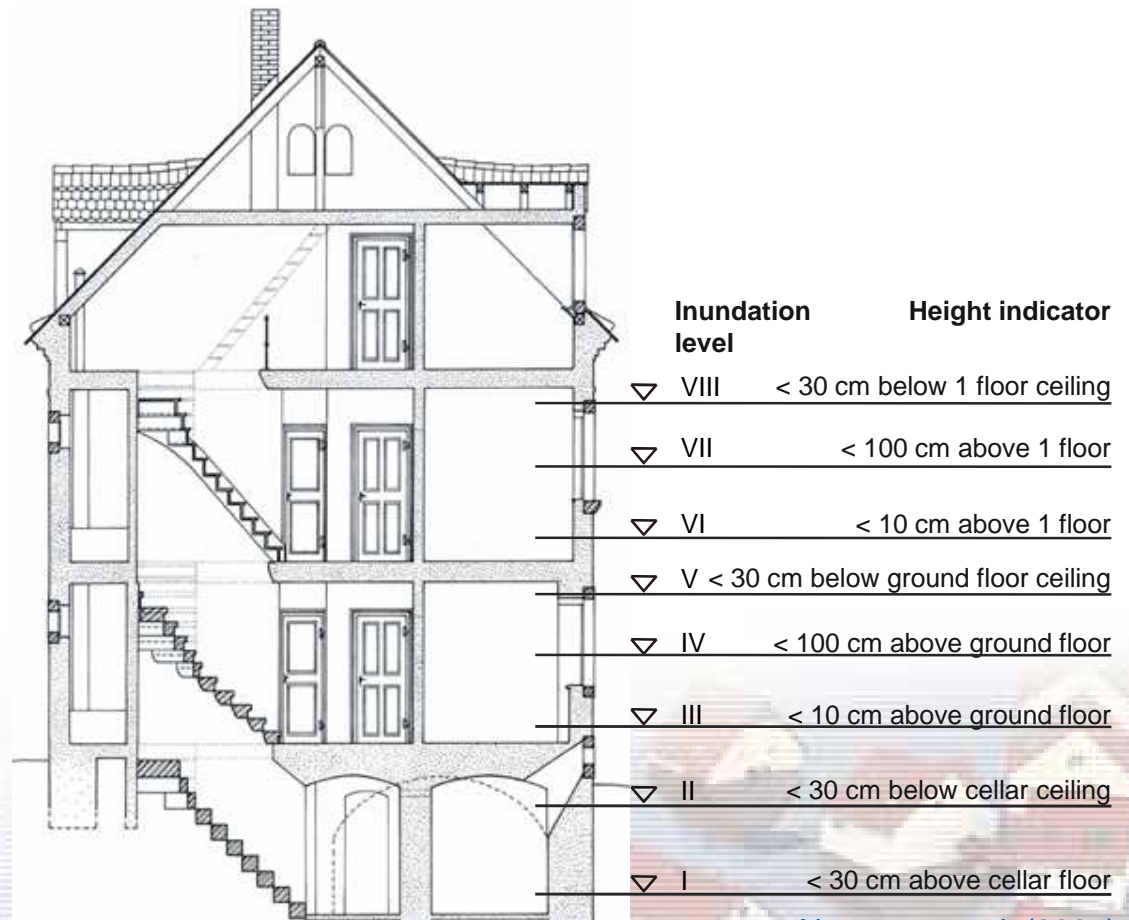 Inundation level Height indicator
VIII < 30 cm below 1 floor ceiling
VII < 100 cm above 1 floor
VI < 10 cm above 1 floor
V < 30 cm below ground floor ceiling
IV < 100 cm above ground floor
III < 10 cm above ground floor
II < 30 cm below cellar ceiling
I < 30 cm above cellar floor